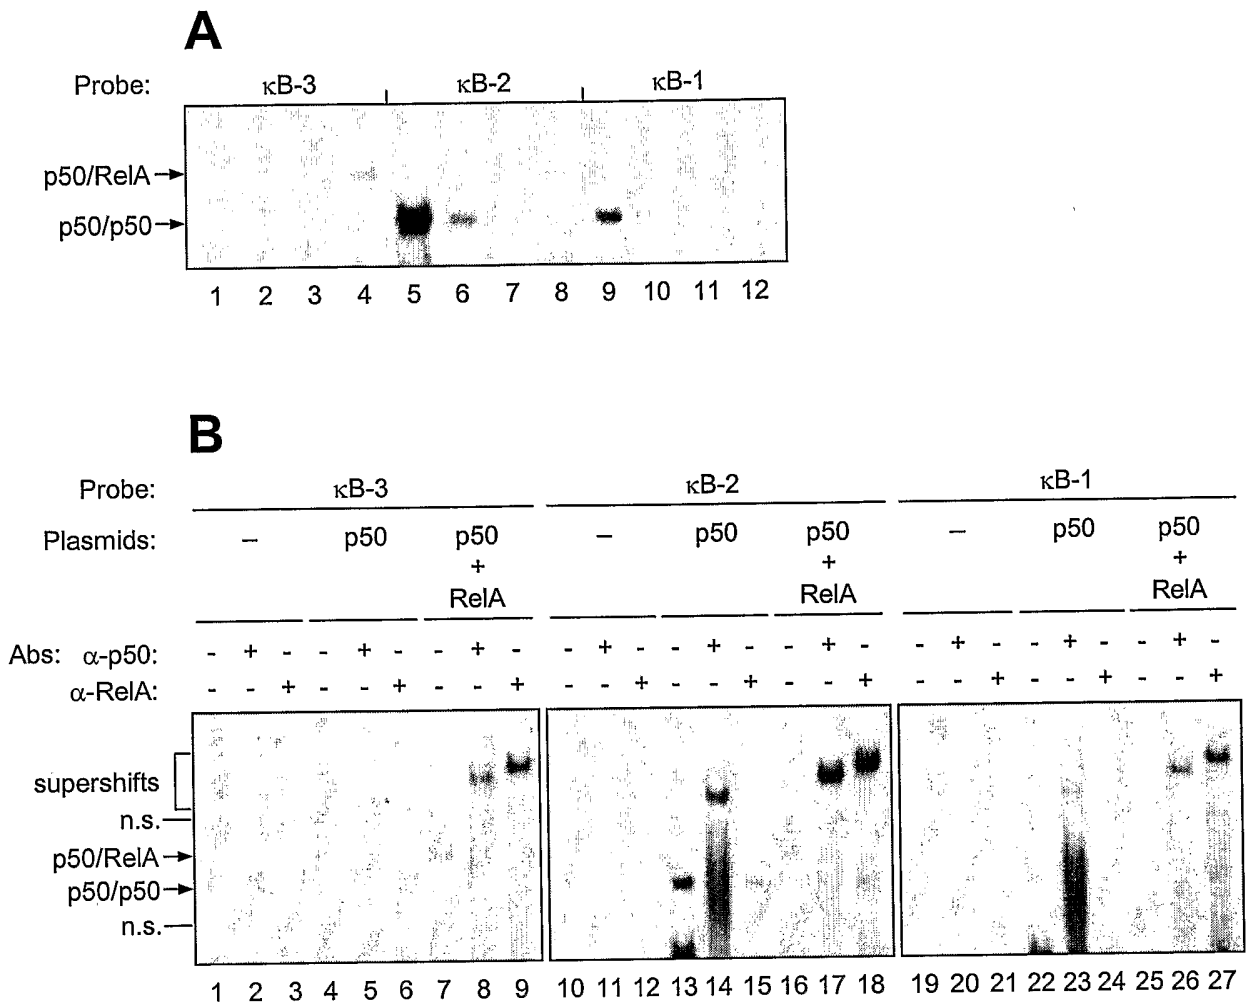 A
Probe: κB-3 κB-2 κB-1
p50/RelA
p50/p50
1 2 3 4 5 6 7 8 9 10 11 12
B
Probe: κB-3 κB-2 κB-1
Plasmids: – p50 p50 – p50 p50 – p50 p50
+ + +
RelA RelA RelA
Abs: α-p50: - + - - + - - + - - + - - + - - + - - + - - + - - + -
α-RelA: - - + - - + - - + - - + - - + - - + - - + - - + - - +
supershifts
n.s.
p50/RelA
p50/p50
n.s.
1 2 3 4 5 6 7 8 9 10 11 12 13 14 15 16 17 18 19 20 21 22 23 24 25 26 27